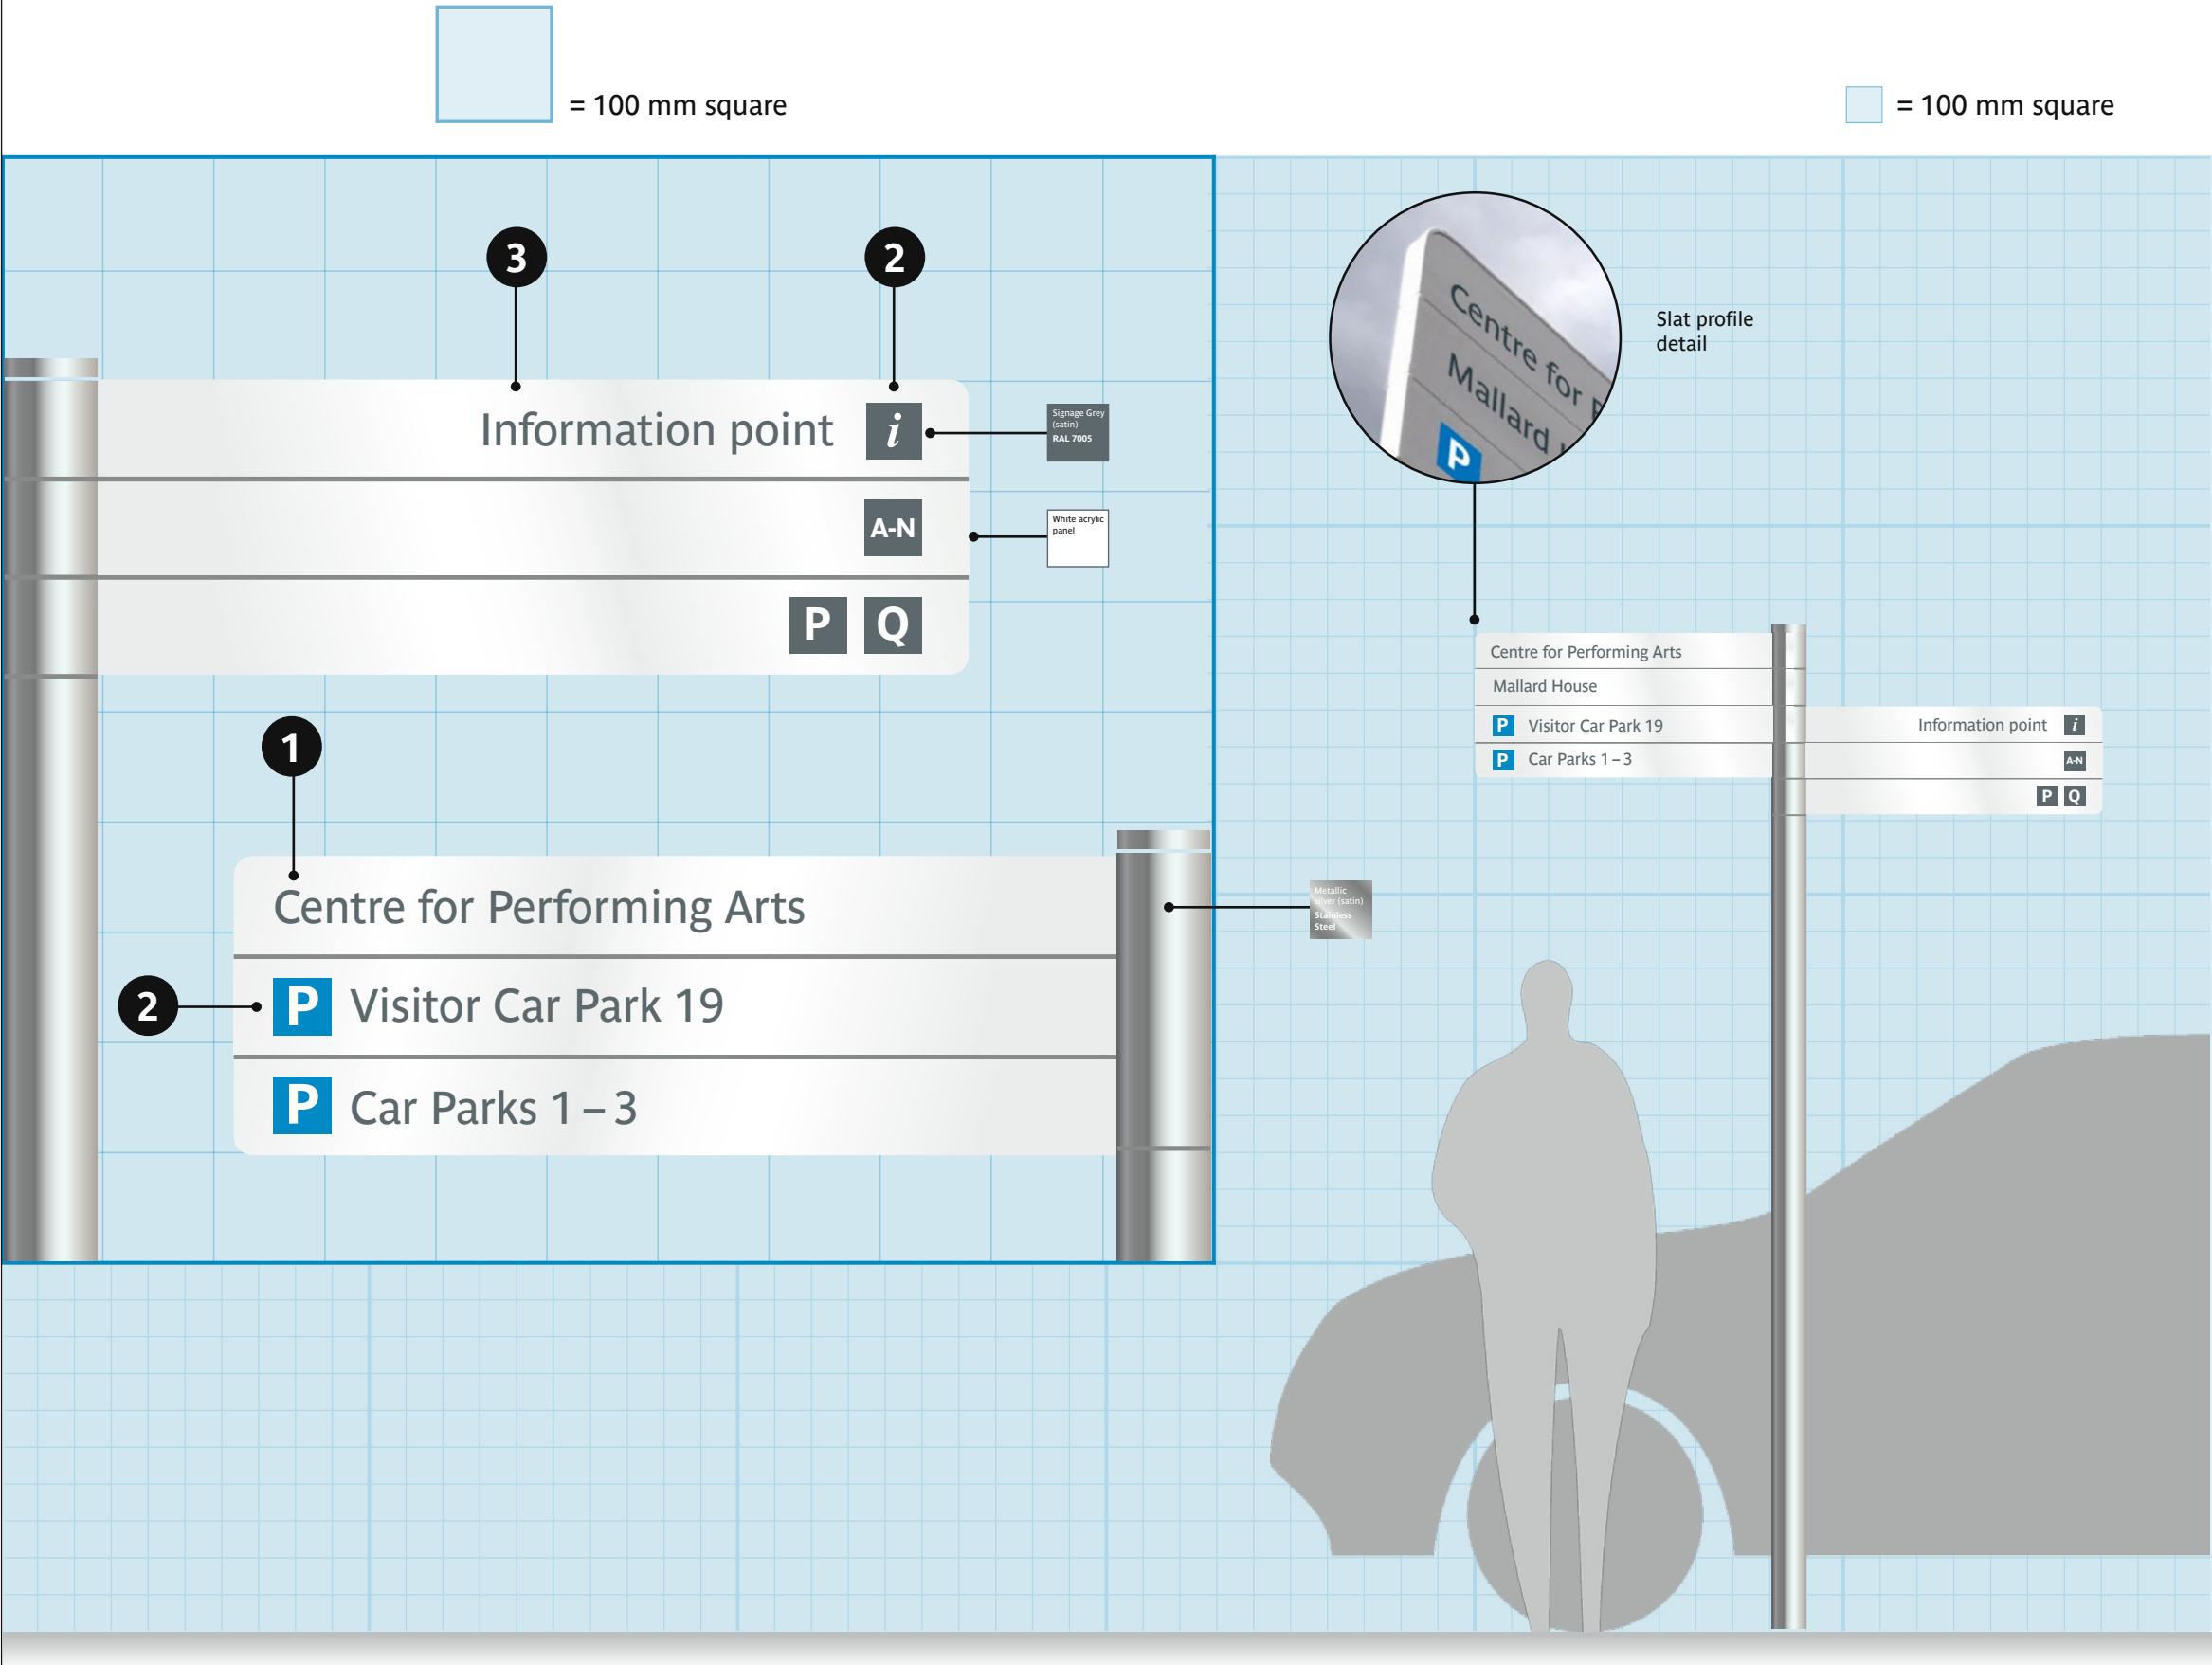 = 100 mm square
= 100 mm square
3
2
Information point i
A-N
P Q
Signage Grey
(satin)
RAL 7005
White acrylic
panel
1
Centre for Performing Arts
2
P Visitor Car Park 19
P Car Parks 1 – 3
Metallic
silver (satin)
Stainless
Steel
Centre for
Mallard
P
Slat profile
detail
Centre for Performing Arts
Mallard House
P Visitor Car Park 19
P Car Parks 1 – 3
Information point i
A-N
P Q